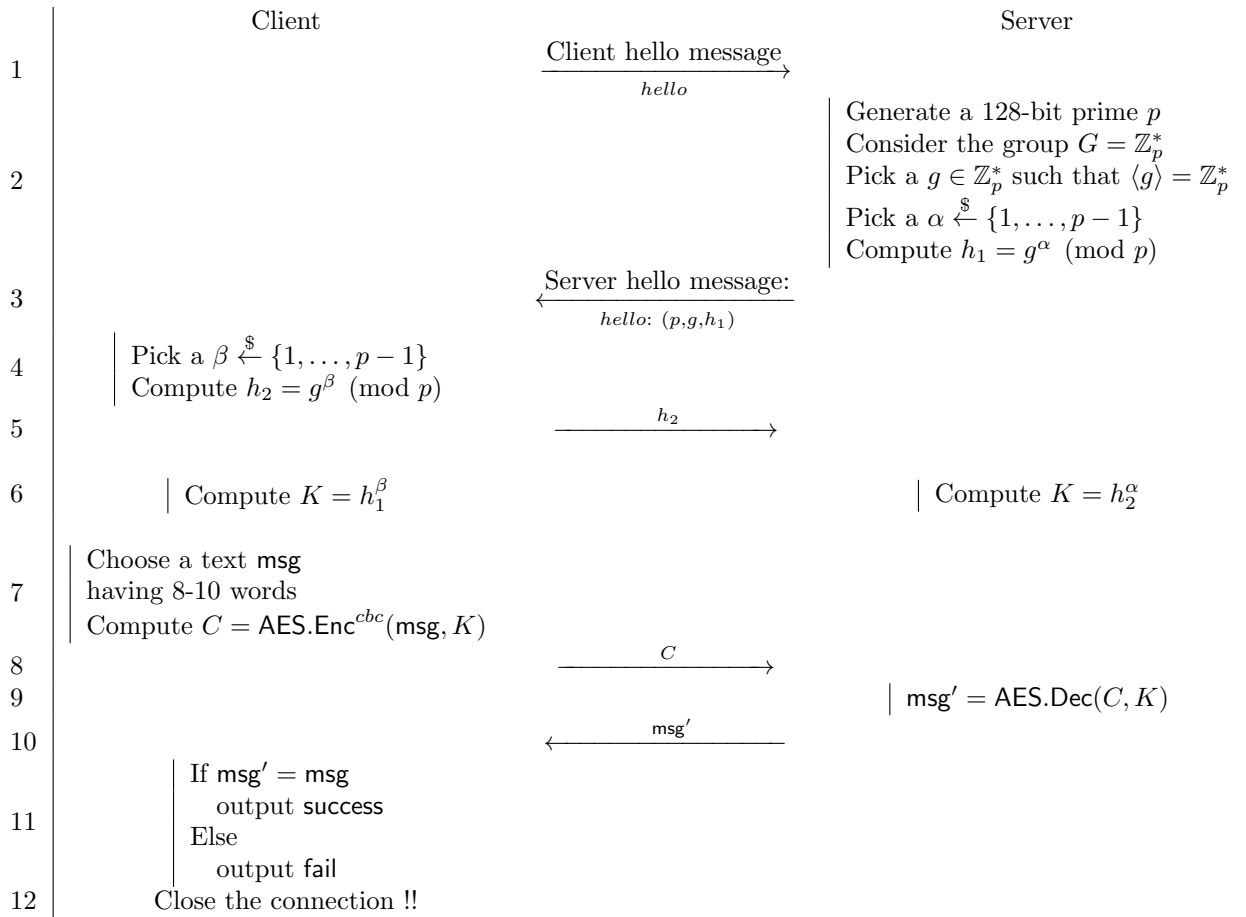 Client Server
1 Client hello message
hello
2 Generate a 128-bit prime p
Consider the group G = ℤ*ₚ
Pick a g ∈ ℤ*ₚ such that ⟨g⟩ = ℤ*ₚ
Pick a α ←$ {1, . . . , p − 1}
Compute h₁ = g^α (mod p)
3 Server hello message:
hello: (p,g,h₁)
4 Pick a β ←$ {1, . . . , p − 1}
Compute h₂ = g^β (mod p)
5 h₂
6 Compute K = h₁^β Compute K = h₂^α
7 Choose a text msg
having 8-10 words
Compute C = AES.Enc^cbc(msg, K)
8 C
9 msg′ = AES.Dec(C, K)
10 msg′
11 If msg′ = msg
output success
Else
output fail
12 Close the connection !!